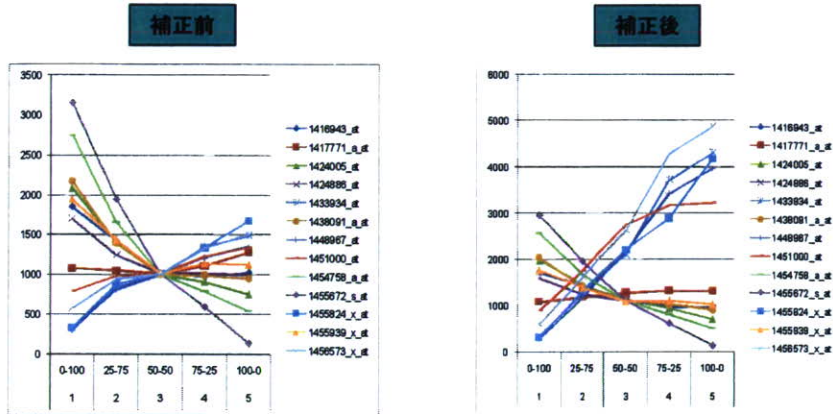 補正前
3500
3000
2500
2000
1500
1000
500
0
0-100 25-75 50-50 75-25 100-0
1 2 3 4 5
1416943_at
1417771_a_at
1424005_at
1424886_at
1433934_at
1438091_a_at
1448967_at
1451000_at
1454758_a_at
1455672_s_at
1455824_x_at
1455939_x_at
1456573_x_at
補正後
6000
5000
4000
3000
2000
1000
0
0-100 25-75 50-50 75-25 100-0
1 2 3 4 5
1416943_at
1417771_a_at
1424005_at
1424886_at
1433934_at
1438091_a_at
1448967_at
1451000_at
1454758_a_at
1455672_s_at
1455824_x_at
1455939_x_at
1456573_x_at